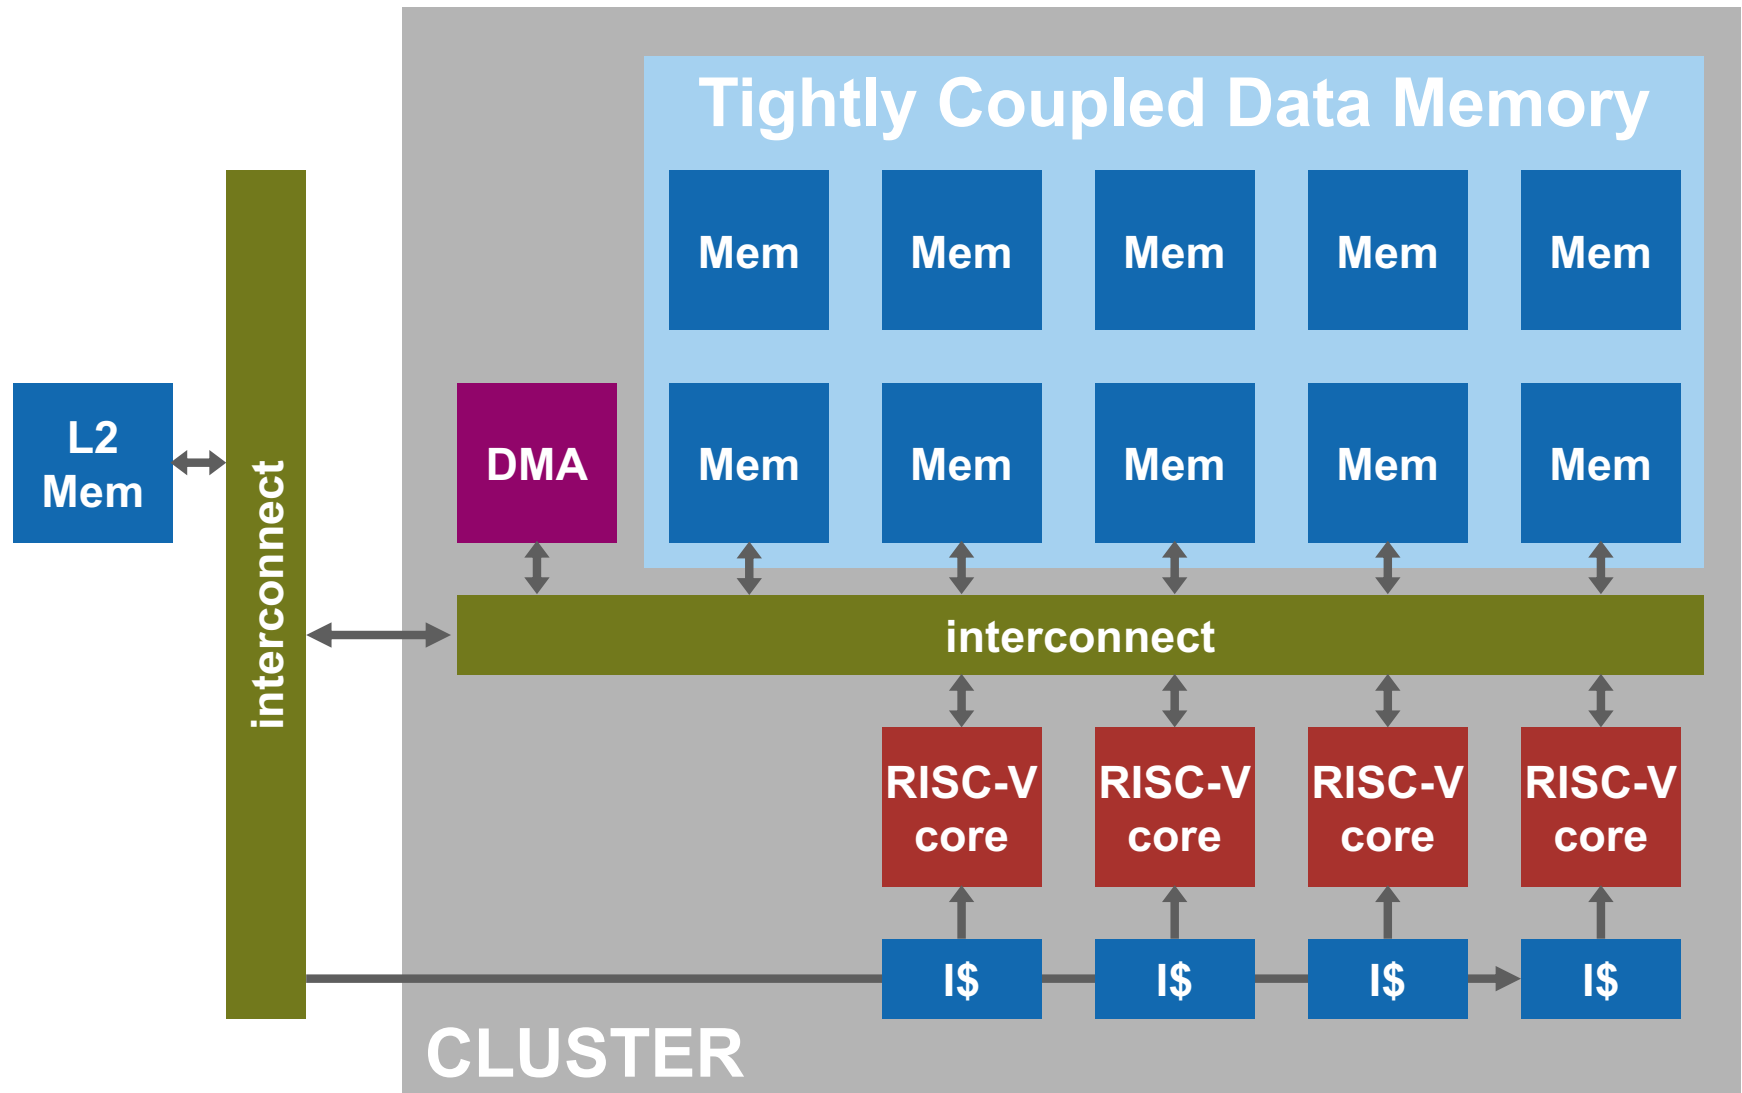 Tightly Coupled Data Memory
Mem
Mem
Mem
Mem
Mem
L2
Mem
interconnect
DMA
Mem
Mem
Mem
Mem
Mem
interconnect
RISC-V
core
RISC-V
core
RISC-V
core
RISC-V
core
I$
I$
I$
I$
CLUSTER